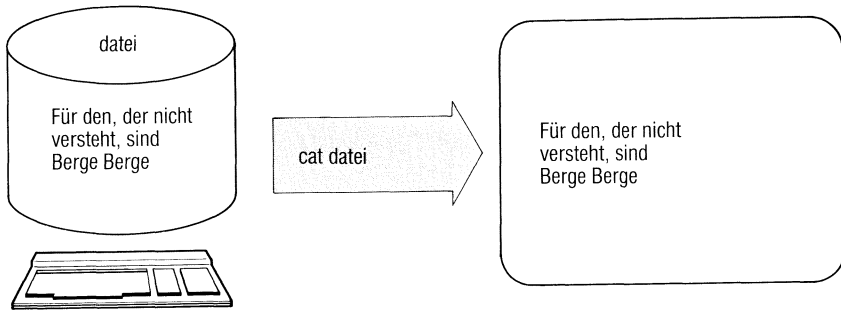 datei
Für den, der nicht
versteht, sind
Berge Berge
cat datei
Für den, der nicht
versteht, sind
Berge Berge